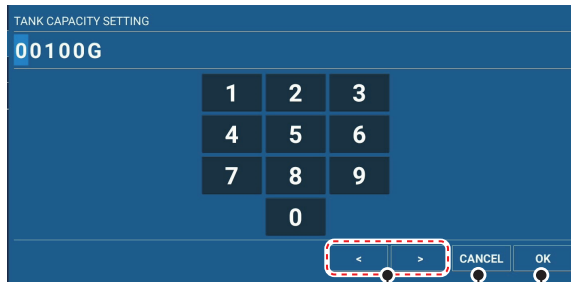 TANK CAPACITY SETTING
00100G
1 2 3
4 5 6
7 8 9
0
< > CANCEL OK